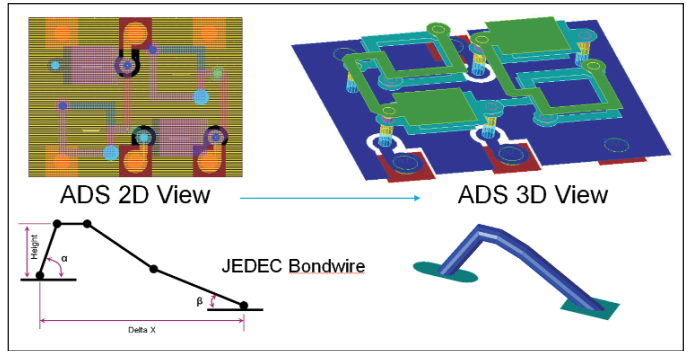 ADS 2D View
ADS 3D View
Height
α
JEDEC Bondwire
β
Delta X